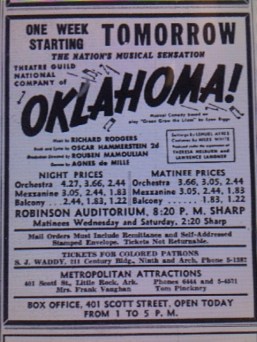 ONE WEEK
STARTING TOMORROW
THE NATION'S MUSICAL SENSATION
THEATRE GUILD
NATIONAL
COMPANY of
OKLAHOMA!
Musical Comedy based on
play "Green Grow the Lilacs" by Lynn Riggs
Music by RICHARD RODGERS
Book and Lyrics by OSCAR HAMMERSTEIN 2d
Production Directed by ROUBEN MAMOULIAN
Dances by AGNES de MILLE
Settings by LEMUEL AYERS
Costumes by MILES WHITE
Production under the supervision of
THERESA HELBURN and
LAWRENCE LANGNER
NIGHT PRICES
Orchestra 4.27, 3.66, 2.44
Mezzanine 3.05, 2.44, 1.83
Balcony ..... 2.44, 1.83, 1.22
MATINEE PRICES
Orchestra 3.66, 3.05, 2.44
Mezzanine 3.05, 2.44, 1.83
Balcony ........ 1.83, 1.22
ROBINSON AUDITORIUM, 8:20 P. M. SHARP
Matinees Wednesday and Saturday, 2:20 Sharp
Mail Orders Must Include Remittance and Self-Addressed
Stamped Envelope. Tickets Not Returnable.
TICKETS FOR COLORED PATRONS
S. J. WADDY, 111 Century Bldg., Ninth and Arch, Phone
METROPOLITAN ATTRACTIONS
401 Scott St., Little Rock, Ark.
Mrs. Frank Vaughan
Phones 6444 and
Tom Pinckney
BOX OFFICE, 401 SCOTT STREET, OPEN TODAY
FROM 1 TO 5 P. M.